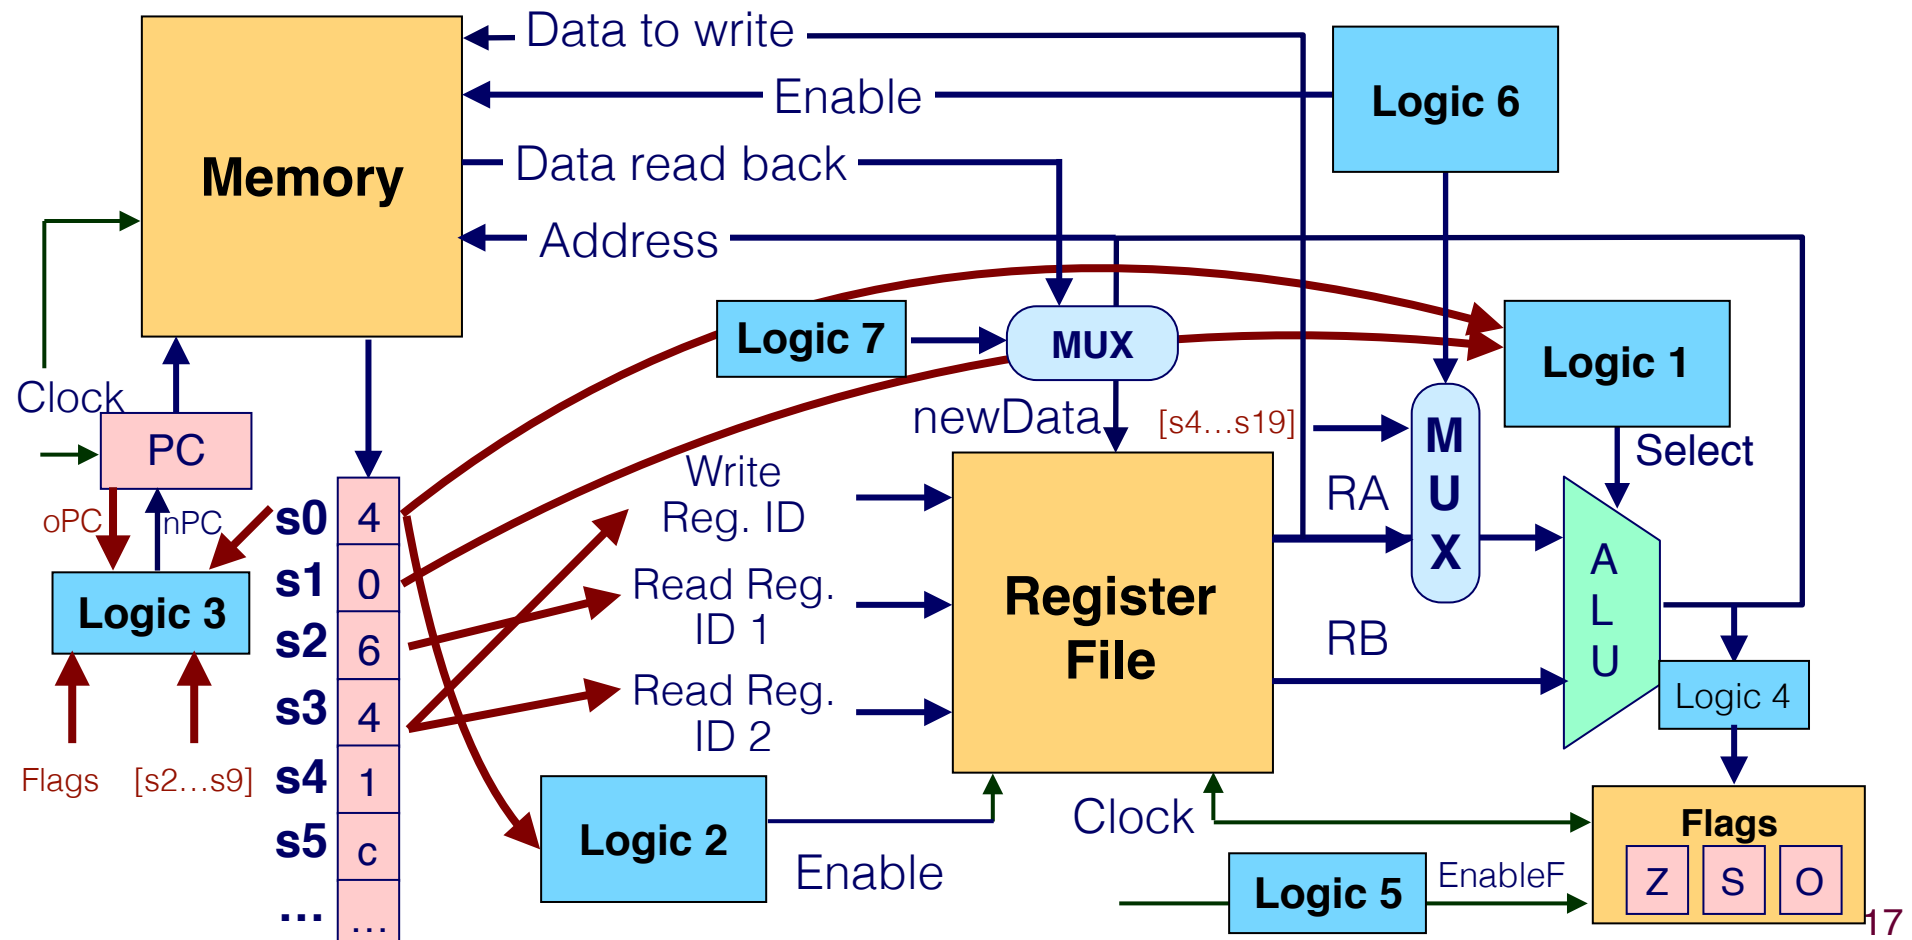 Data to write
Enable
Logic 6
Memory
Data read back
Address
Logic 7
MUX
Logic 1
Clock
newData
[s4...s19]
M
U
X
Select
PC
Write
Reg. ID
RA
oPC
nPC
s0
4
s1
0
Logic 3
Read Reg.
ID 1
Register
File
A
L
U
s2
6
RB
s3
4
Read Reg.
ID 2
Logic 4
Flags
[s2...s9]
s4
1
Clock
Flags
s5
c
Logic 2
Enable
Logic 5
EnableF
Z
S
O
...
...
17